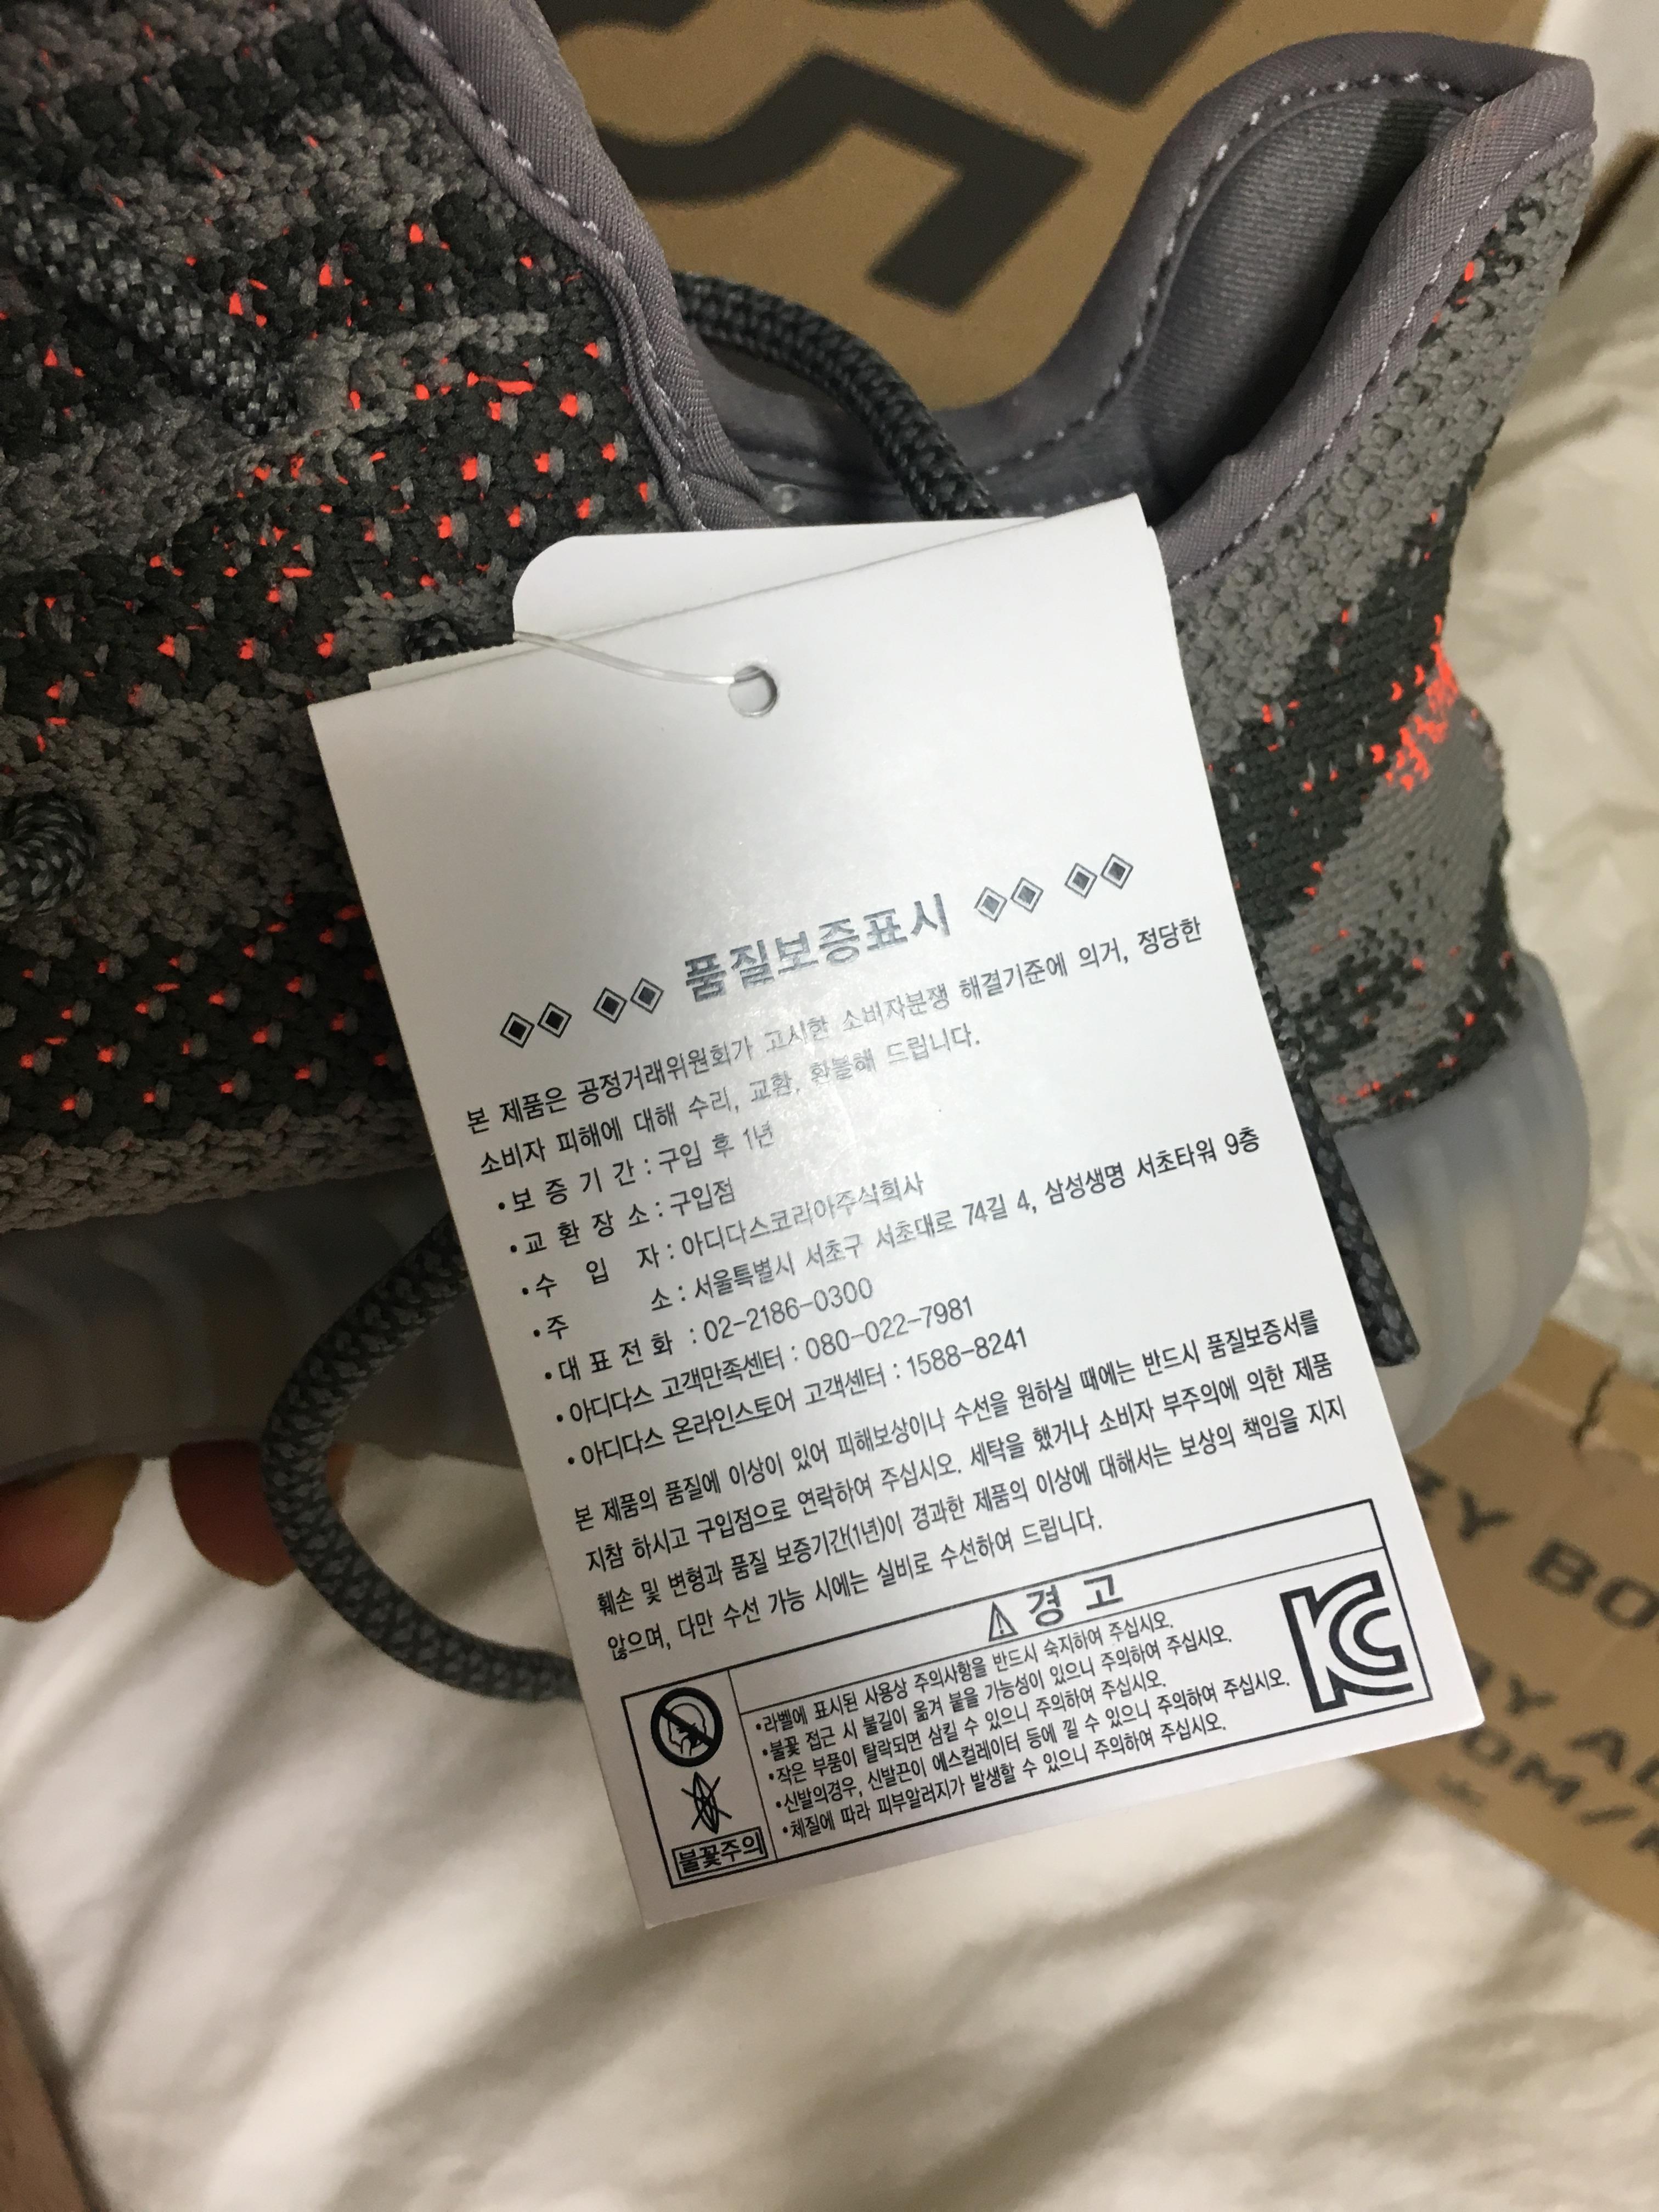 품질보증표시
본 제품은 공정거래위원회가 고시한 소비자분쟁 해결기준에 의거, 정당한
소비자 피해에 대해 수리, 교환, 환불해 드립니다.
•보 증 기 간 : 구입 후 1년
•교 환 장 소 : 구입점
•수 입 자 : 아디다스코리아주식회사
•주 소 : 서울특별시 서초구 서초대로 74길 4, 삼성생명 서초타워 9층
•대 표 전 화 : 02-2186-0300
•아디다스 고객만족센터 : 080-022-7981
•아디다스 온라인스토어 고객센터 : 1588-8241
본 제품의 품질에 이상이 있어 피해보상이나 수선을 원하실 때에는 반드시 품질보증서를
지참 하시고 구입점으로 연락하여 주십시오. 세탁을 했거나 소비자 부주의에 의한 제품
훼손 및 변형과 품질 보증기간(1년)이 경과한 제품의 이상에 대해서는 보상의 책임을 지지
않으며, 다만 수선 가능 시에는 실비로 수선하여 드립니다.
경 고
•라벨에 표시된 사용상 주의사항을 반드시 숙지하여 주십시오.
•불꽃 접근 시 불길이 옮겨 붙을 가능성이 있으니 주의하여 주십시오.
•작은 부품이 탈락되면 삼킬 수 있으니 주의하여 주십시오.
•신발의경우, 신발끈이 에스컬레이터 등에 낄 수 있으니 주의하여 주십시오.
•체질에 따라 피부알러지가 발생할 수 있으니 주의하여 주십시오.
불꽃주의
KC